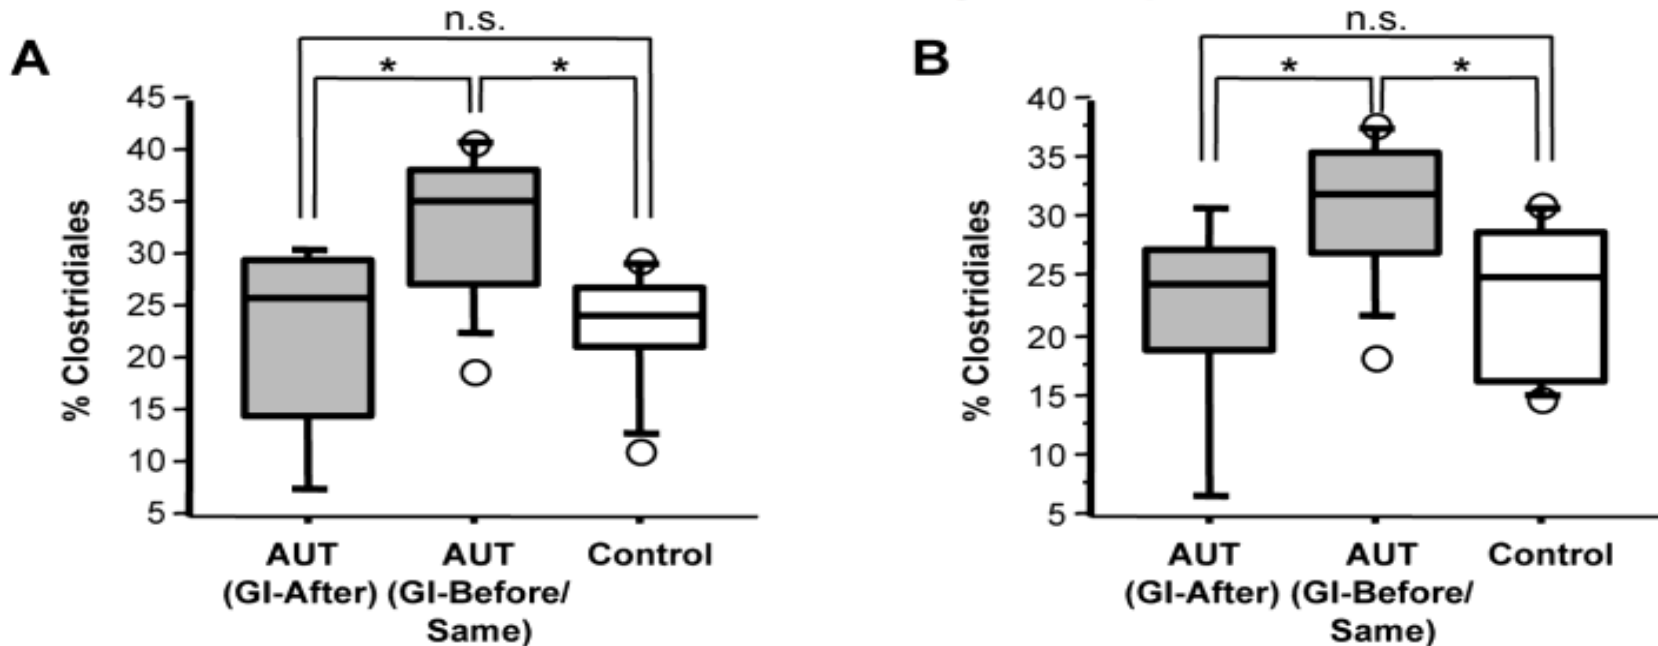 A
n.s.
* *
45
40
35
30
25
20
15
10
5
% Clostridiales
AUT AUT Control
(GI-After) (GI-Before/
Same)
B
n.s.
* *
40
35
30
25
20
15
10
5
% Clostridiales
AUT AUT Control
(GI-After) (GI-Before/
Same)